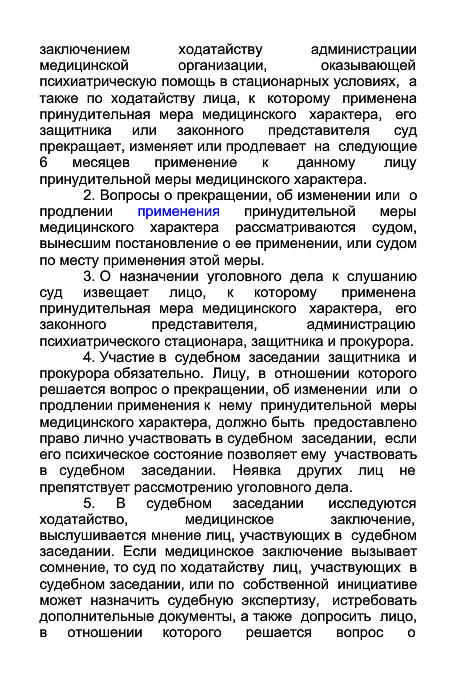 заключением ходатайству администрации
медицинской организации, оказывающей
психиатрическую помощь в стационарных условиях, а
также по ходатайству лица, к которому применена
принудительная мера медицинского характера, его
защитника или законного представителя суд
прекращает, изменяет или продлевает на следующие
6 месяцев применение к данному лицу
принудительной меры медицинского характера.
2. Вопросы о прекращении, об изменении или о
продлении применения принудительной меры
медицинского характера рассматриваются судом,
вынесшим постановление о ее применении, или судом
по месту применения этой меры.
3. О назначении уголовного дела к слушанию
суд извещает лицо, к которому применена
принудительная мера медицинского характера, его
законного представителя, администрацию
психиатрического стационара, защитника и прокурора.
4. Участие в судебном заседании защитника и
прокурора обязательно. Лицу, в отношении которого
решается вопрос о прекращении, об изменении или о
продлении применения к нему принудительной меры
медицинского характера, должно быть предоставлено
право лично участвовать в судебном заседании, если
его психическое состояние позволяет ему участвовать
в судебном заседании. Неявка других лиц не
препятствует рассмотрению уголовного дела.
5. В судебном заседании исследуются
ходатайство, медицинское заключение,
выслушивается мнение лиц, участвующих в судебном
заседании. Если медицинское заключение вызывает
сомнение, то суд по ходатайству лиц, участвующих в
судебном заседании, или по собственной инициативе
может назначить судебную экспертизу, истребовать
дополнительные документы, а также допросить лицо,
в отношении которого решается вопрос о